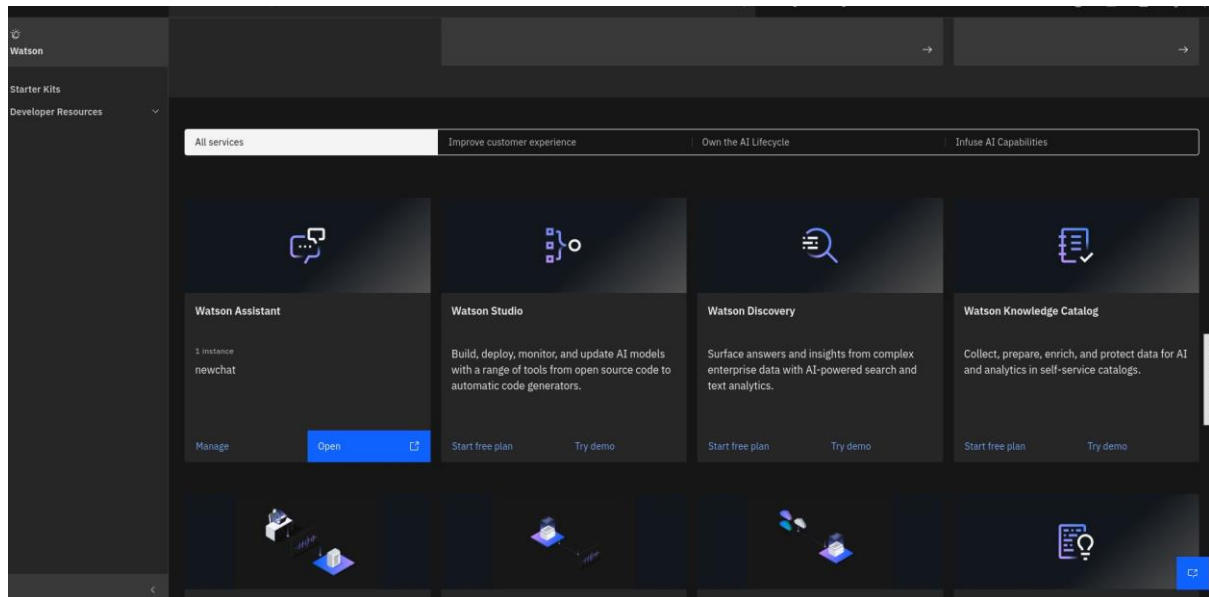 Watson
Starter Kits
Developer Resources
All services
Improve customer experience
Own the AI Lifecycle
Infuse AI Capabilities
Watson Assistant
1 instance
newchat
Manage
Open
Watson Studio
Build, deploy, monitor, and update AI models
with a range of tools from open source code to
automatic code generators.
Start free plan
Try demo
Watson Discovery
Surface answers and insights from complex
enterprise data with AI-powered search and
text analytics.
Start free plan
Try demo
Watson Knowledge Catalog
Collect, prepare, enrich, and protect data for AI
and analytics in self-service catalogs.
Start free plan
Try demo